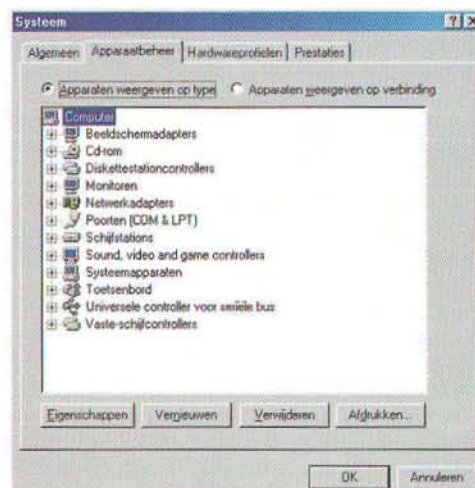 Systeem
Algemeen Apparaatbeheer Hardwareprofielen Prestaties
Apparaten weergeven op type Apparaten weergeven op verbinding
Computer
Beeldschermadapters
Cd-rom
Diskettestationcontrollers
Monitoren
Netwerkadapters
Poorten (COM & LPT)
Schijfstations
Sound, video and game controllers
Systeemapparaten
Toetsenbord
Universele controller voor seriële bus
Vaste-schijfcontrollers
Eigenschappen Vernieuwen Verwijderen Afdrukken...
OK Annuleren